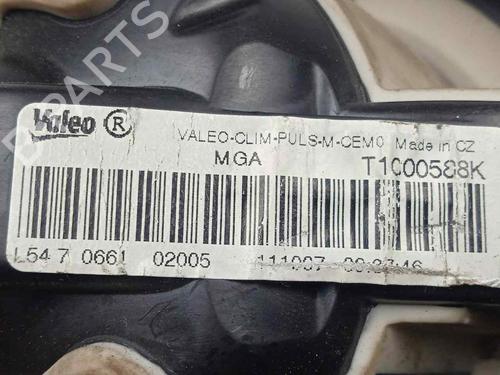 B-PARTS
Valeo ® VALEO-CLIM-PULS-M-CEM0 Made in CZ
MGA T1000588K
L54 7 0661 02005